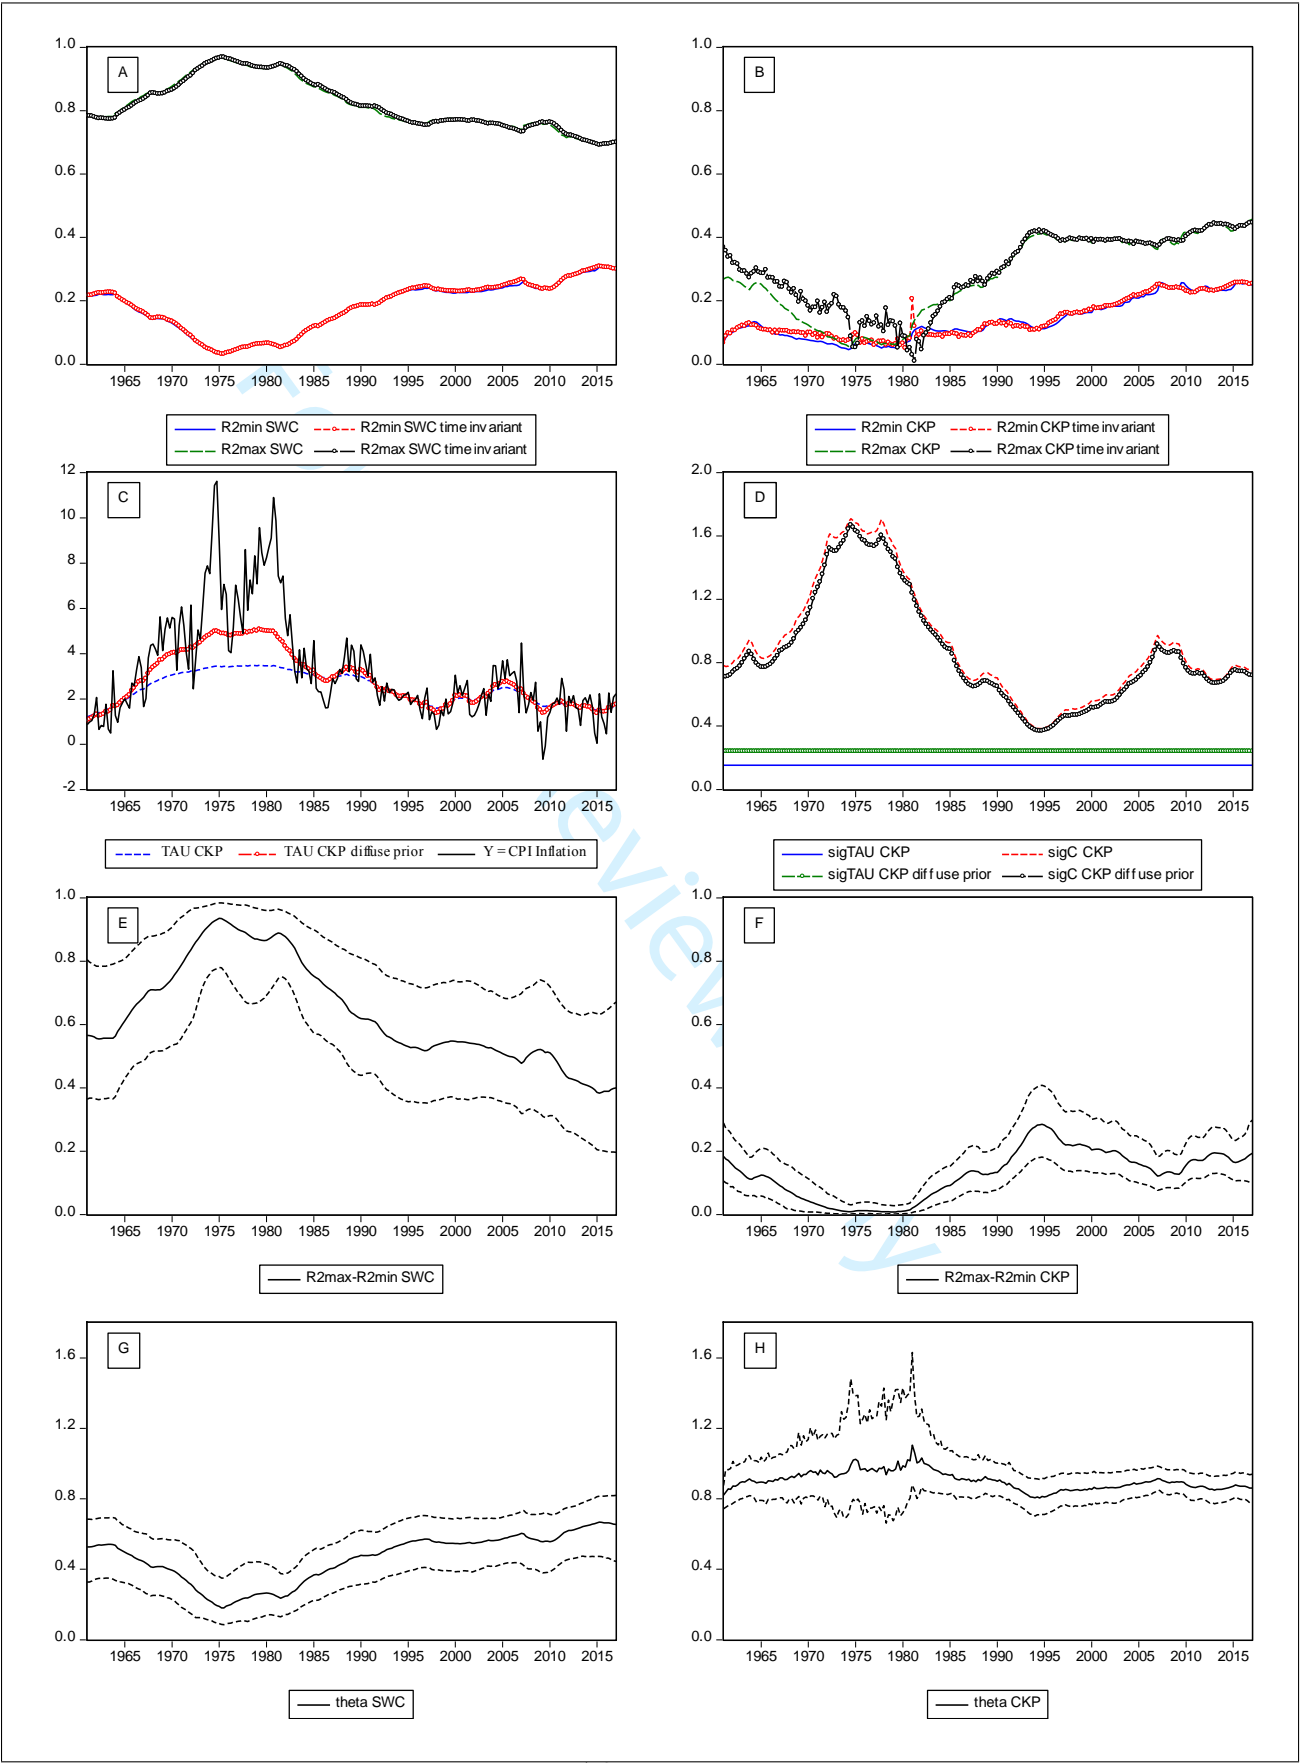 A
1.0
0.8
0.6
0.4
0.2
0.0
1965 1970 1975 1980 1985 1990 1995 2000 2005 2010 2015
R2min SWC R2min SWC time invariant
R2max SWC R2max SWC time invariant
B
1.0
0.8
0.6
0.4
0.2
0.0
1965 1970 1975 1980 1985 1990 1995 2000 2005 2010 2015
R2min CKP R2min CKP time invariant
R2max CKP R2max CKP time invariant
C
12
10
8
6
4
2
0
-2
1965 1970 1975 1980 1985 1990 1995 2000 2005 2010 2015
TAU CKP TAU CKP diffuse prior Y = CPI Inflation
D
2.0
1.6
1.2
0.8
0.4
0.0
1965 1970 1975 1980 1985 1990 1995 2000 2005 2010 2015
sigTAU CKP sigC CKP
sigTAU CKP diffuse prior sigC CKP diffuse prior
E
1.0
0.8
0.6
0.4
0.2
0.0
1965 1970 1975 1980 1985 1990 1995 2000 2005 2010 2015
R2max-R2min SWC
F
1.0
0.8
0.6
0.4
0.2
0.0
1965 1970 1975 1980 1985 1990 1995 2000 2005 2010 2015
R2max-R2min CKP
G
1.6
1.2
0.8
0.4
0.0
1965 1970 1975 1980 1985 1990 1995 2000 2005 2010 2015
theta SWC
H
1.6
1.2
0.8
0.4
0.0
1965 1970 1975 1980 1985 1990 1995 2000 2005 2010 2015
theta CKP